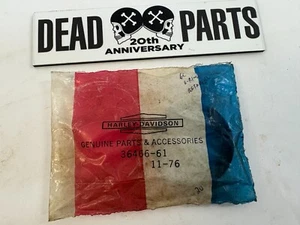 DEAD PARTS
20th
ANNIVERSARY
HARLEY-DAVIDSON
GENUINE PARTS & ACCESSORIES
36466-61
11-76